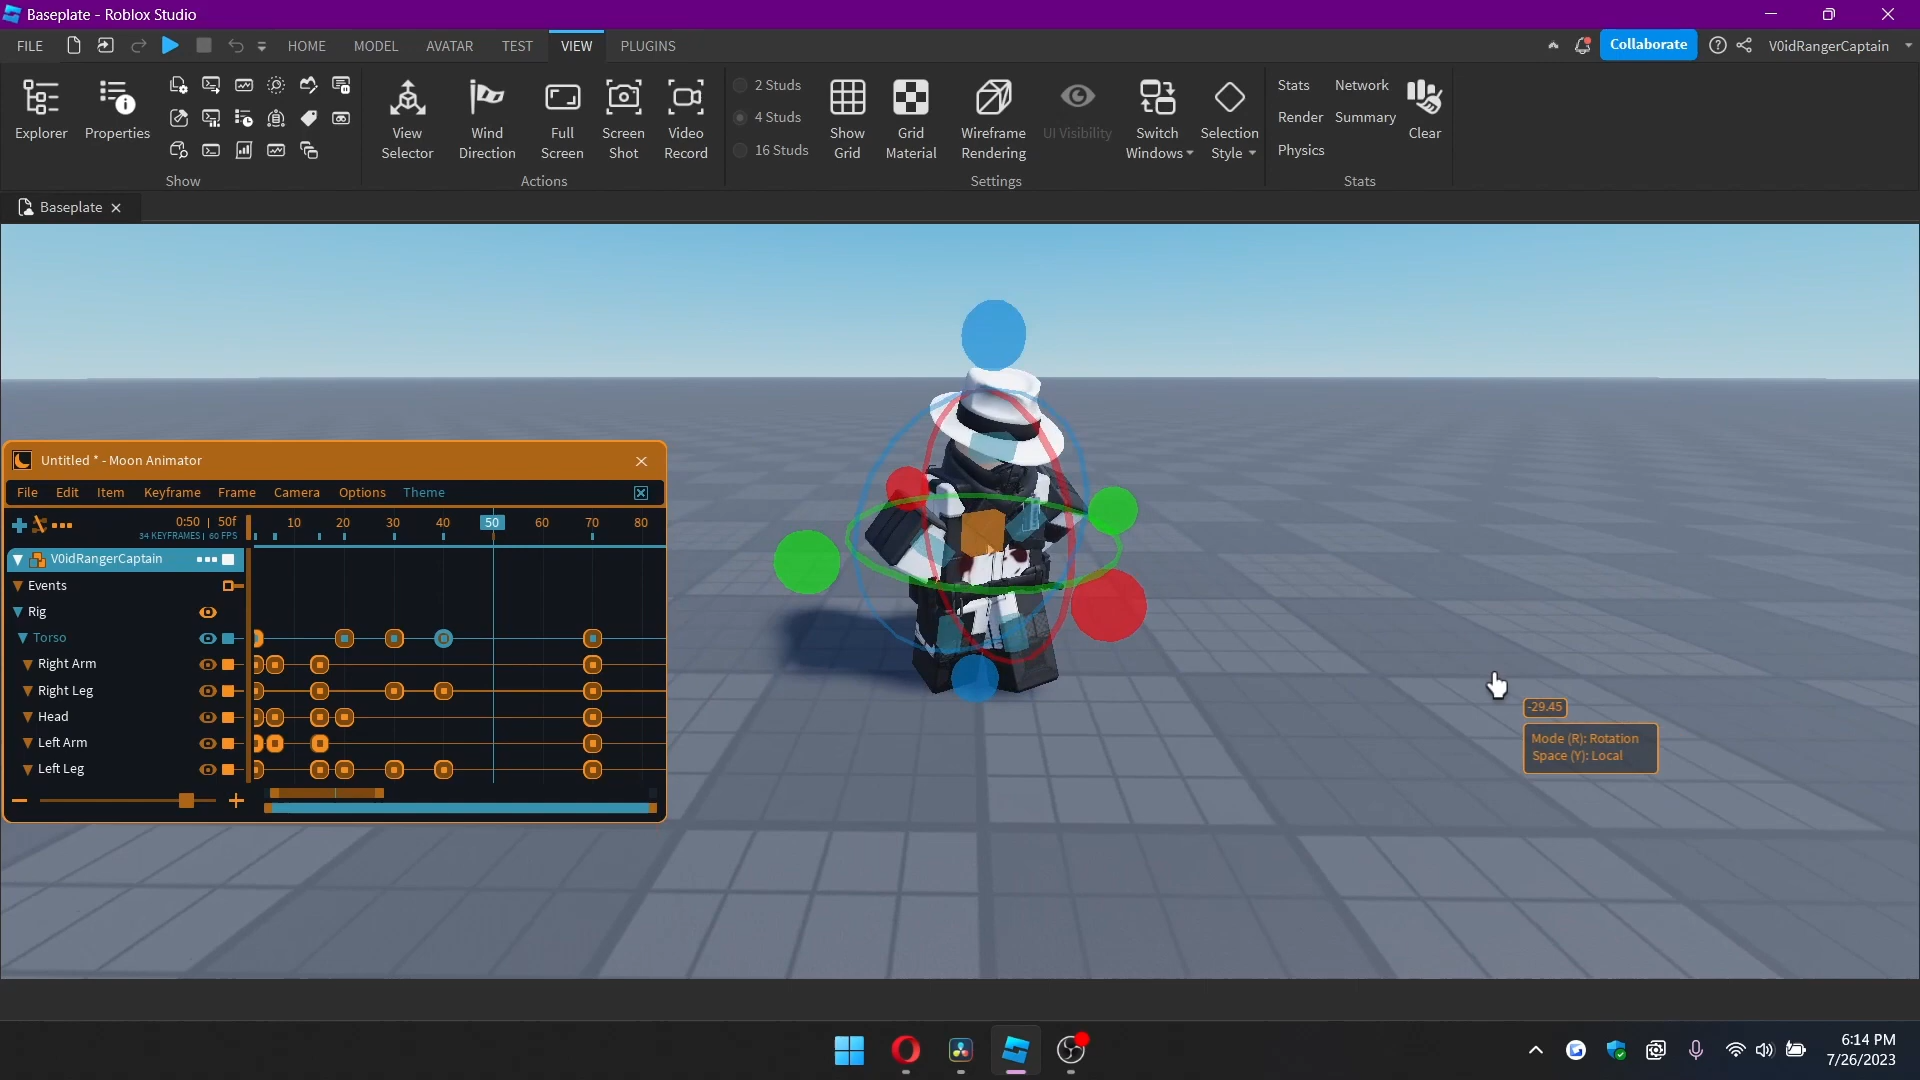 Baseplate - Roblox Studio
FILE
HOME
MODEL
AVATAR
TEST
VIEW
PLUGINS
Collaborate
V0idRangerCaptain
Explorer
Properties
Show
View
Selector
Wind
Direction
Full
Screen
Screen
Shot
Video
Record
Actions
2 Studs
4 Studs
16 Studs
Show
Grid
Grid
Material
Wireframe
Rendering
UI Visibility
Switch
Windows
Selection
Style
Settings
Stats
Network
Render
Summary
Physics
Clear
Stats
Baseplate
Untitled * - Moon Animator
File
Edit
Item
Keyframe
Frame
Camera
Options
Theme
0:50 | 50f
34 KEYFRAMES | 60 FPS
10
20
30
40
50
60
70
80
V0idRangerCaptain
Events
Rig
Torso
Right Arm
Right Leg
Head
Left Arm
Left Leg
-29.45
Mode (R): Rotation
Space (Y): Local
6:14 PM
7/26/2023